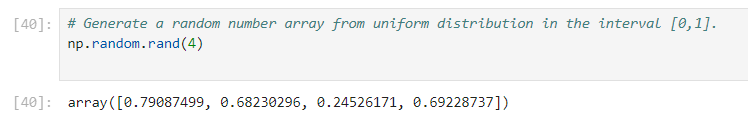 [40]: # Generate a random number array from uniform distribution in the interval [0,1].
np.random.rand(4)
[40]: array([0.79087499, 0.68230296, 0.24526171, 0.69228737])